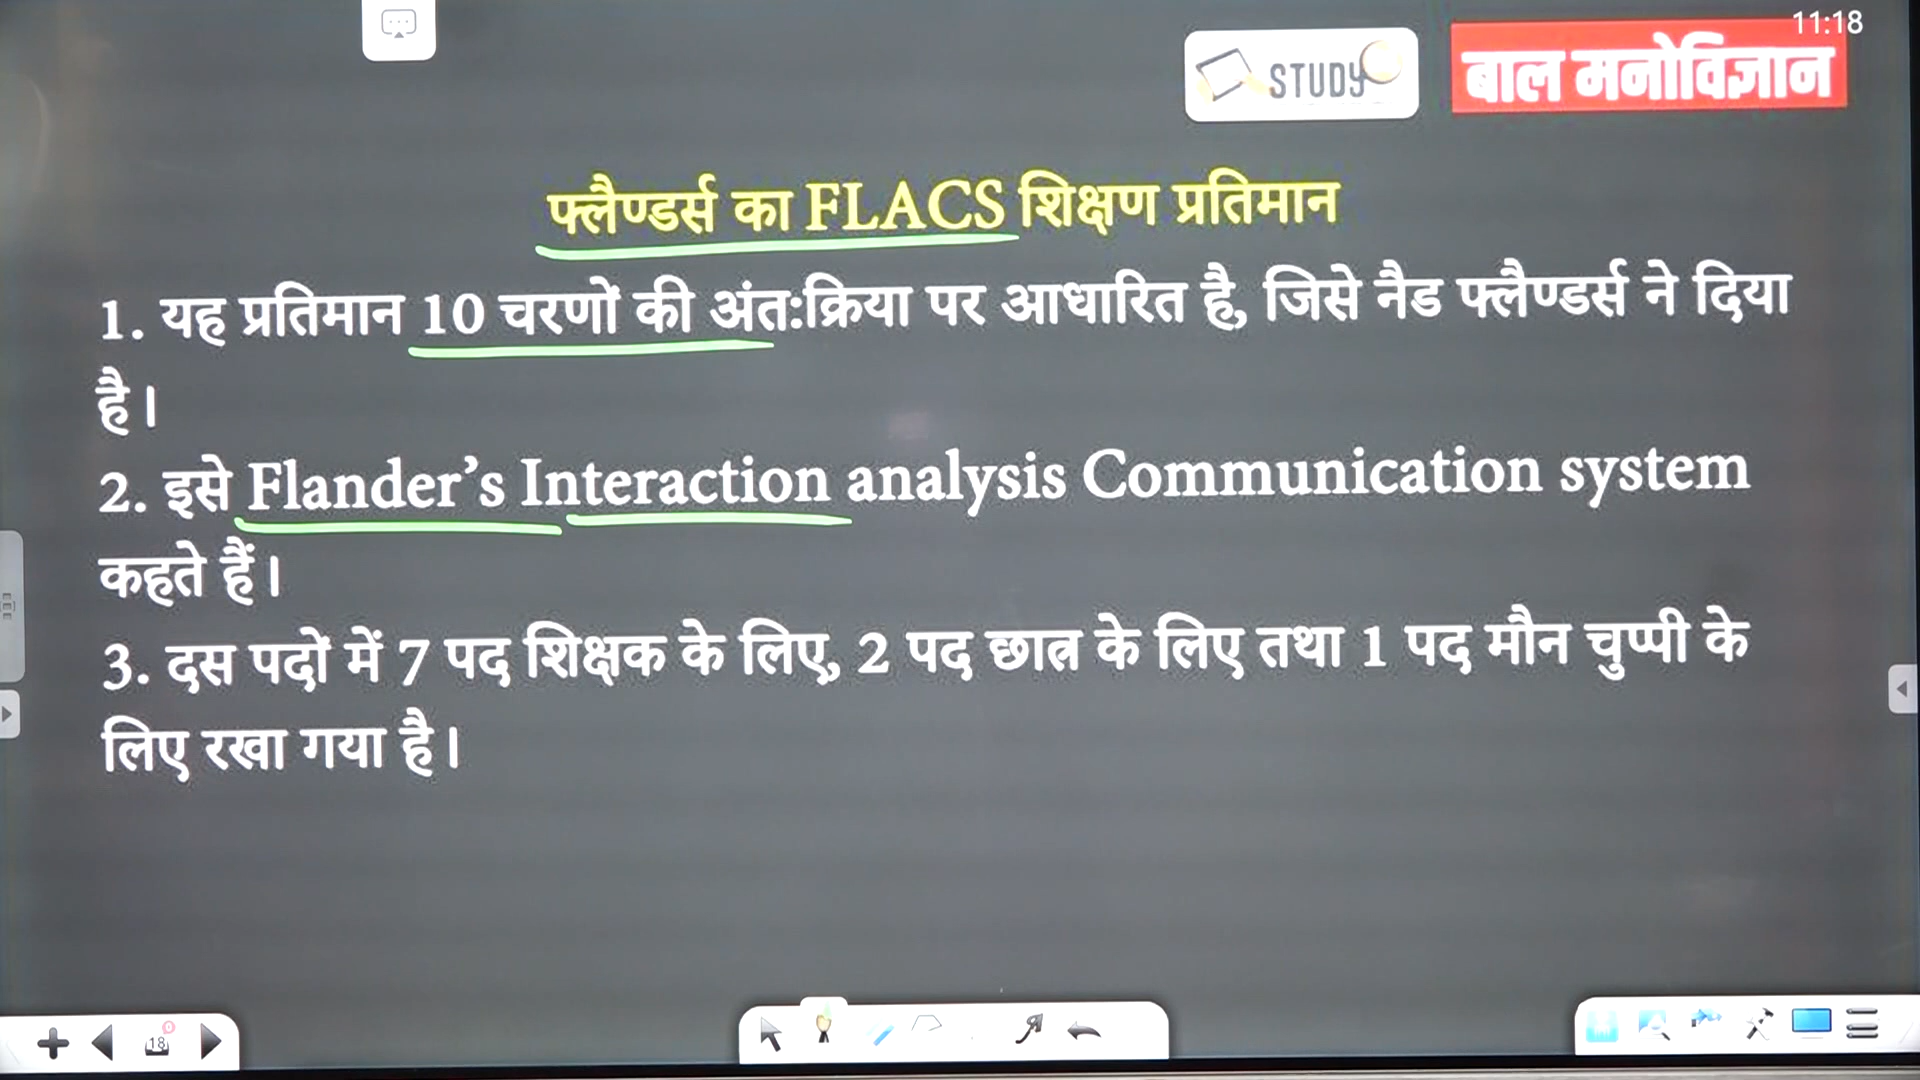 11:18
STUDY
बाल मनोविज्ञान
फ्लैण्डर्स का FLACS शिक्षण प्रतिमान
1. यह प्रतिमान 10 चरणों की अंत:क्रिया पर आधारित है, जिसे नैड फ्लैण्डर्स ने दिया
है।
2. इसे Flander’s Interaction analysis Communication system
कहते हैं।
3. दस पदों में 7 पद शिक्षक के लिए, 2 पद छात्र के लिए तथा 1 पद मौन चुप्पी के
लिए रखा गया है।
18
0